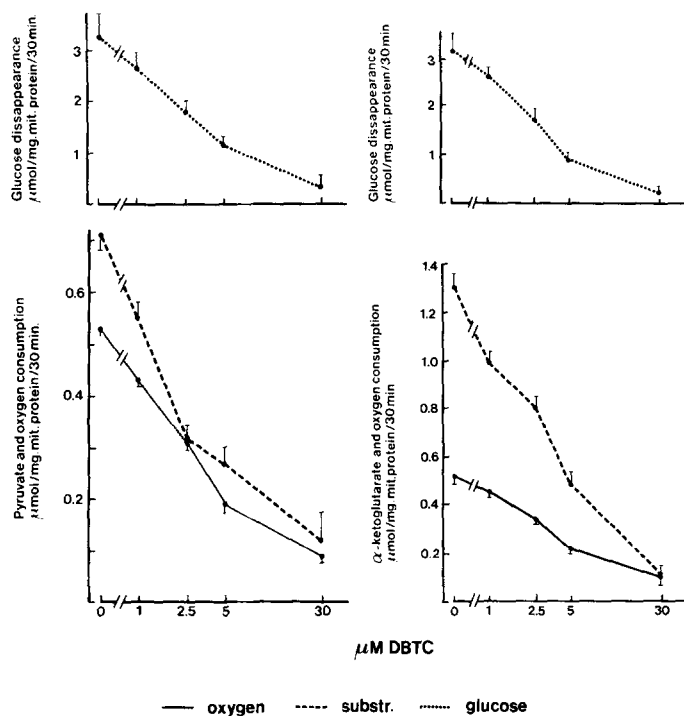 Glucose dissappearance
μmol/mg.mit.protein/30min.
3
2
1
Glucose dissappearance
μmol/mg.mit.protein/30min
3
2
1
Pyruvate and oxygen consumption
μmol/mg.mit.protein/30min.
0.6
0.4
0.2
0
1
2.5
5
30
α-ketoglutarate and oxygen consumption
μmol/mg.mit.protein/30min
1.4
1.2
1.0
0.8
0.6
0.4
0.2
0
1
2.5
5
30
μM DBTC
oxygen
substr.
glucose